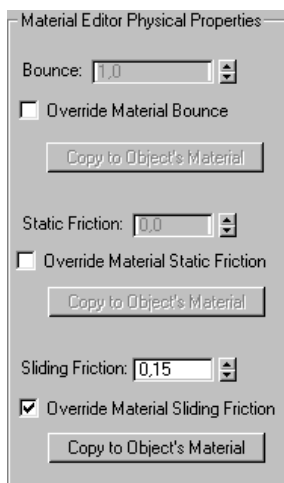 Material Editor Physical Properties
Bounce: 1,0
Override Material Bounce
Copy to Object's Material
Static Friction: 0,0
Override Material Static Friction
Copy to Object's Material
Sliding Friction: 0,15
Override Material Sliding Friction
Copy to Object's Material